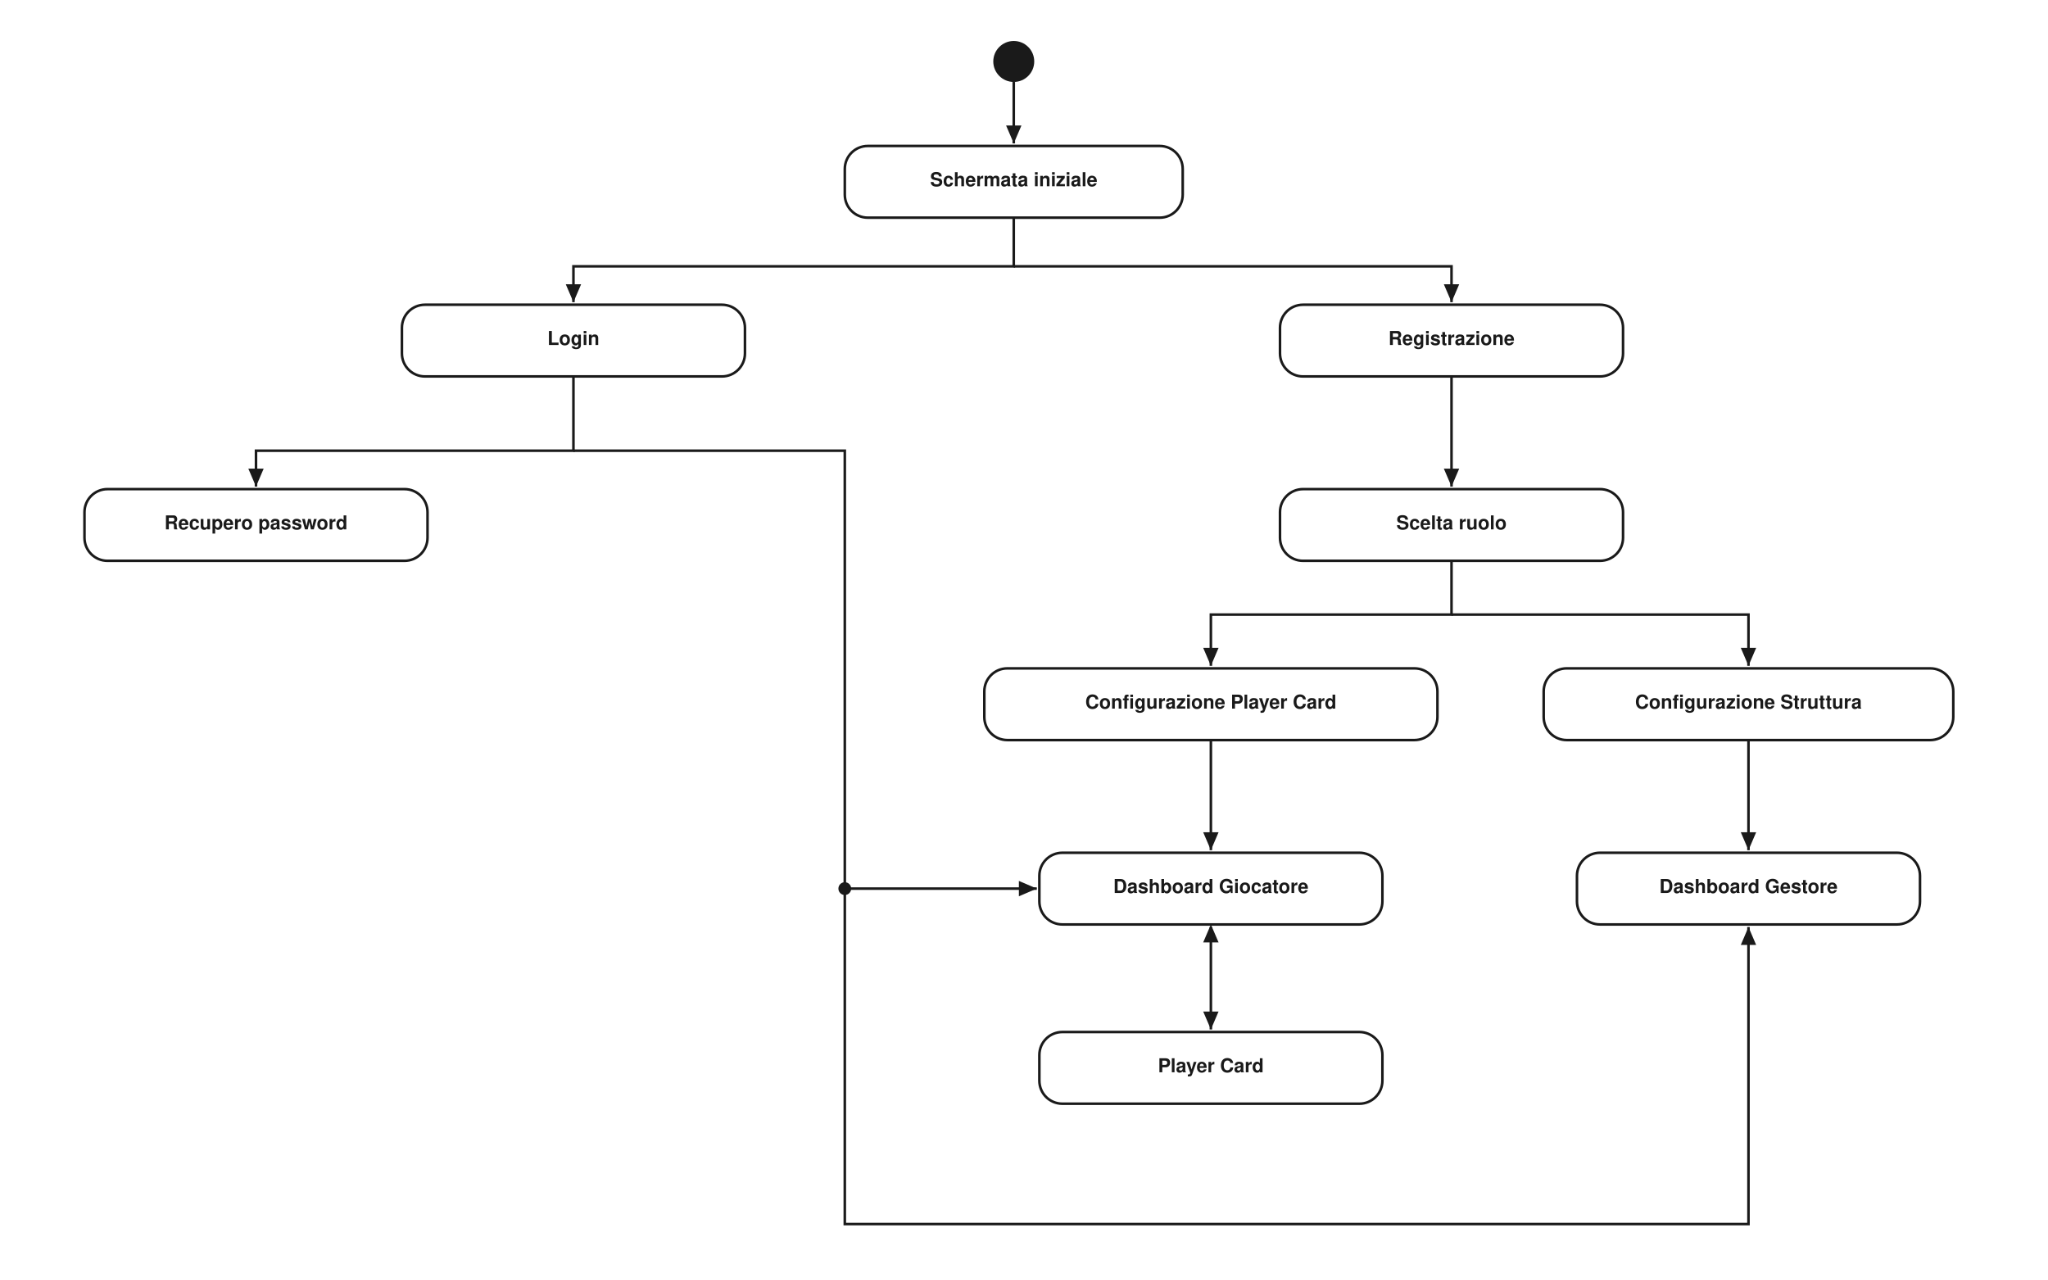 Schermata iniziale
Login
Registrazione
Recupero password
Scelta ruolo
Configurazione Player Card
Configurazione Struttura
Dashboard Giocatore
Dashboard Gestore
Player Card